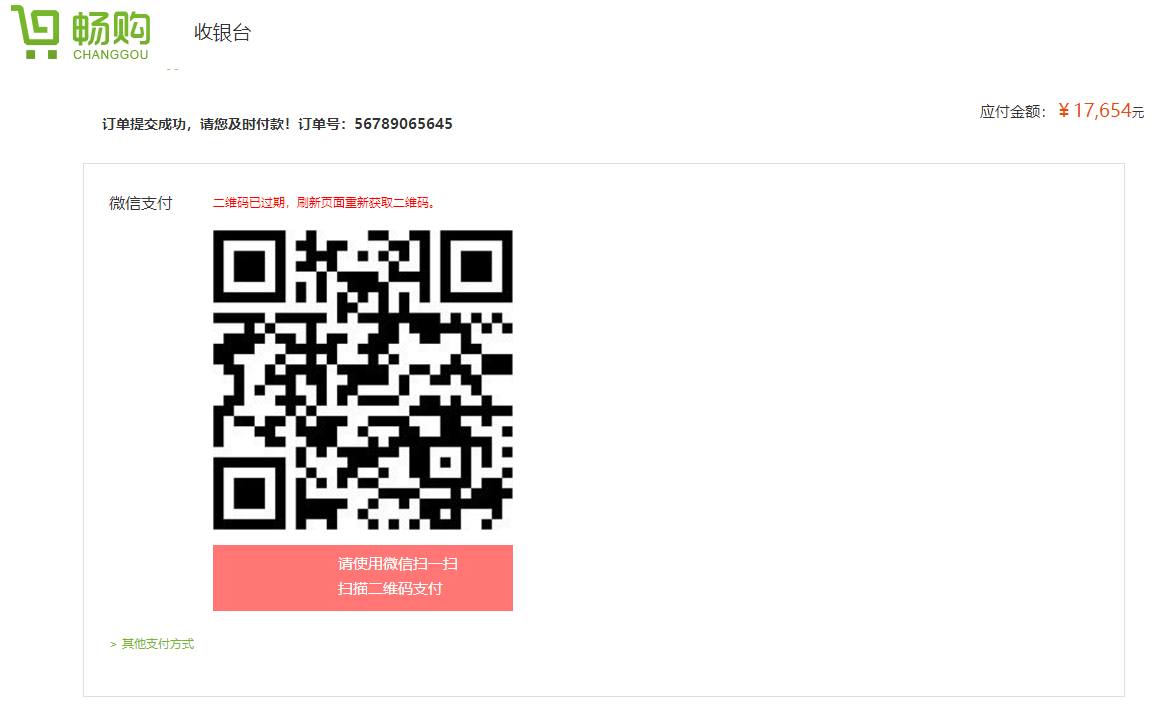 畅购
CHANGGOU
收银台
订单提交成功，请您及时付款！订单号：56789065645
应付金额：￥17,654元
微信支付
二维码已过期，刷新页面重新获取二维码。
请使用微信扫一扫
扫描二维码支付
> 其他支付方式